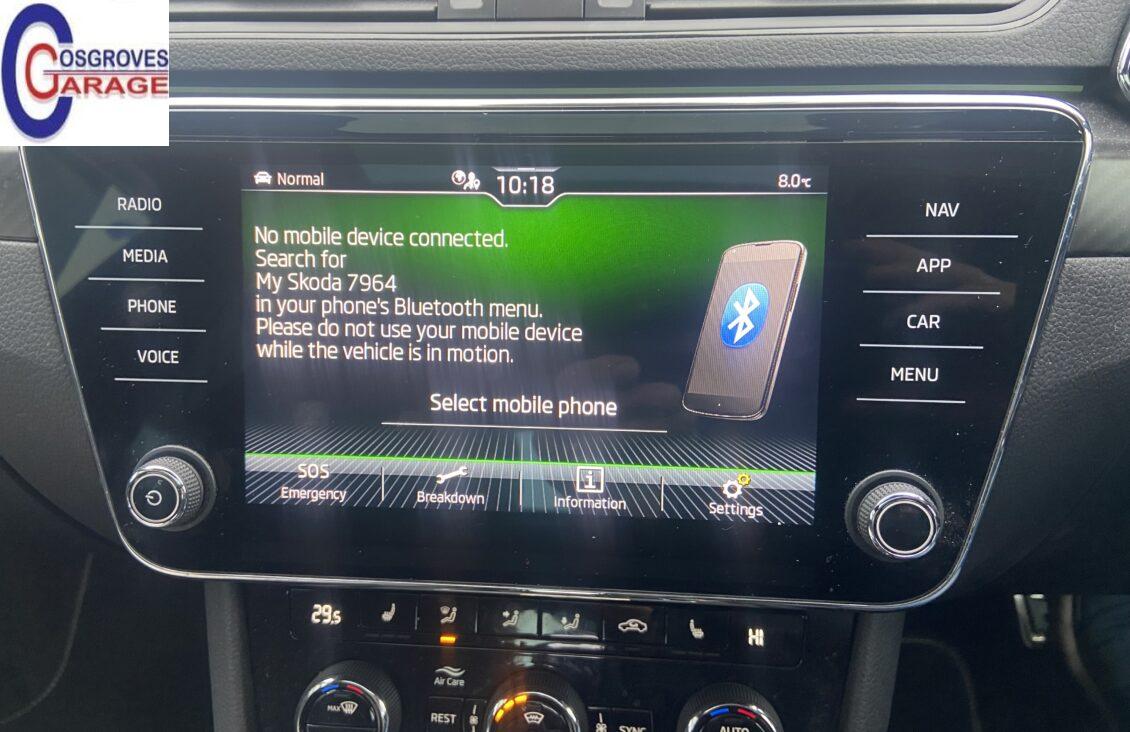 COSGROVES
GARAGE
Normal
10:18
8.0°C
RADIO
MEDIA
PHONE
VOICE
No mobile device connected.
Search for
My Skoda 7964
in your phone's Bluetooth menu.
Please do not use your mobile device
while the vehicle is in motion.
Select mobile phone
SOS
Emergency
Breakdown
Information
Settings
NAV
APP
CAR
MENU
29.5
HI
Air Care
MAX
REST
SYNC
AUTO